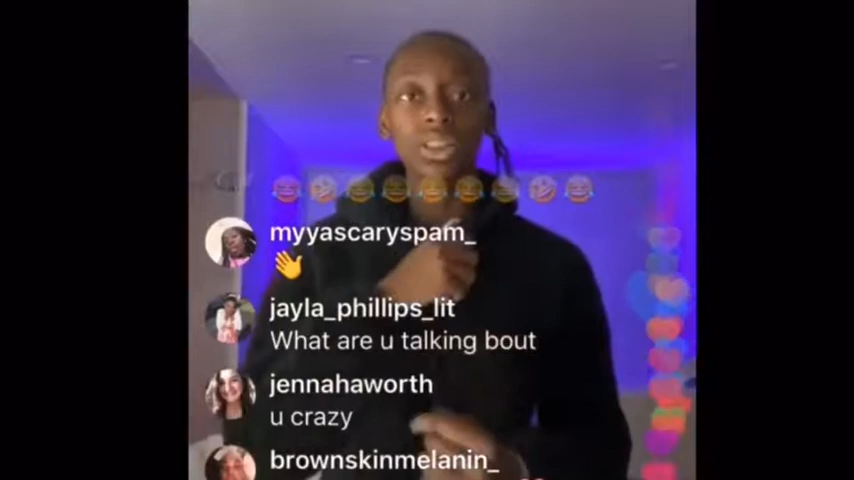 myyascaryspam_
jayla_phillips_lit
What are u talking bout
jennahaworth
u crazy
brownskinmelanin_